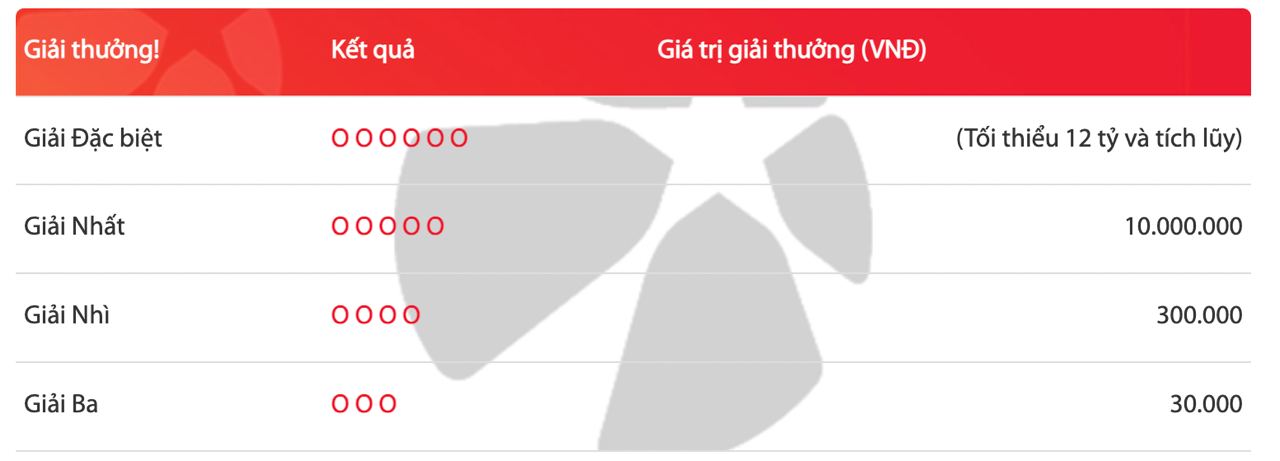 Giải thưởng! Kết quả Giá trị giải thưởng (VNĐ)
Giải Đặc biệt O O O O O O (Tối thiểu 12 tỷ và tích lũy)
Giải Nhất O O O O O 10.000.000
Giải Nhì O O O O 300.000
Giải Ba O O O 30.000